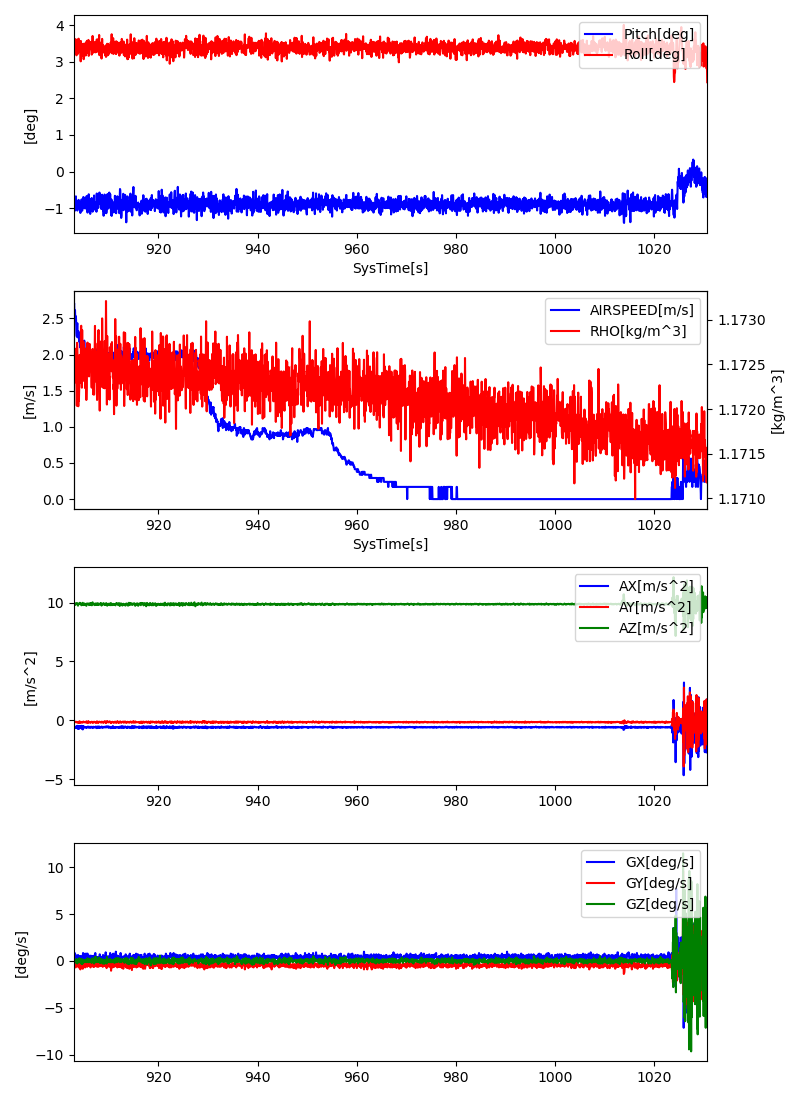 4
3
2
1
0
−1
[deg]
Pitch[deg]
Roll[deg]
920 940 960 980 1000 1020
SysTime[s]
2.5
2.0
1.5
1.0
0.5
0.0
[m/s]
AIRSPEED[m/s]
RHO[kg/m^3]
1.1730
1.1725
1.1720
1.1715
1.1710
[kg/m^3]
920 940 960 980 1000 1020
SysTime[s]
10
5
0
−5
[m/s^2]
AX[m/s^2]
AY[m/s^2]
AZ[m/s^2]
920 940 960 980 1000 1020
10
5
0
−5
−10
[deg/s]
GX[deg/s]
GY[deg/s]
GZ[deg/s]
920 940 960 980 1000 1020